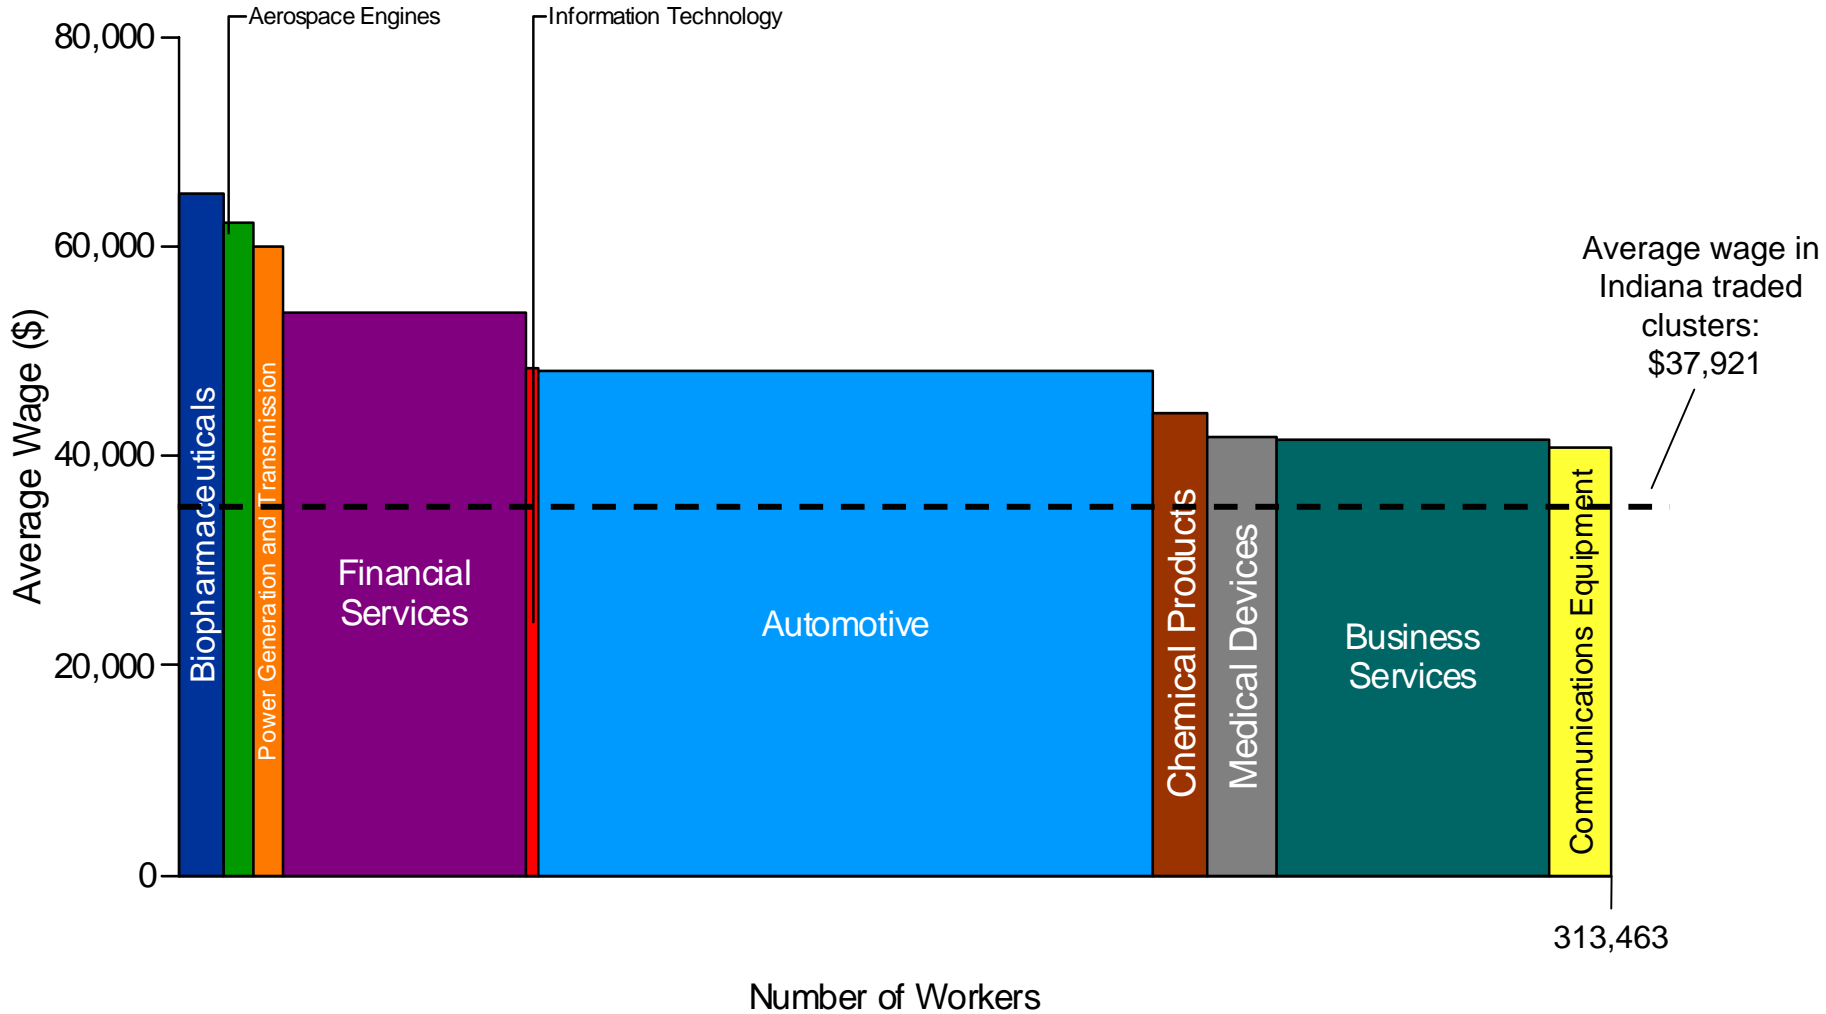 Aerospace Engines
Information Technology
80,000
60,000
40,000
20,000
0
Average Wage ($)
Biopharmaceuticals
Power Generation and Transmission
Financial
Services
Automotive
Chemical Products
Medical Devices
Business
Services
Communications Equipment
Average wage in
Indiana traded
clusters:
$37,921
313,463
Number of Workers